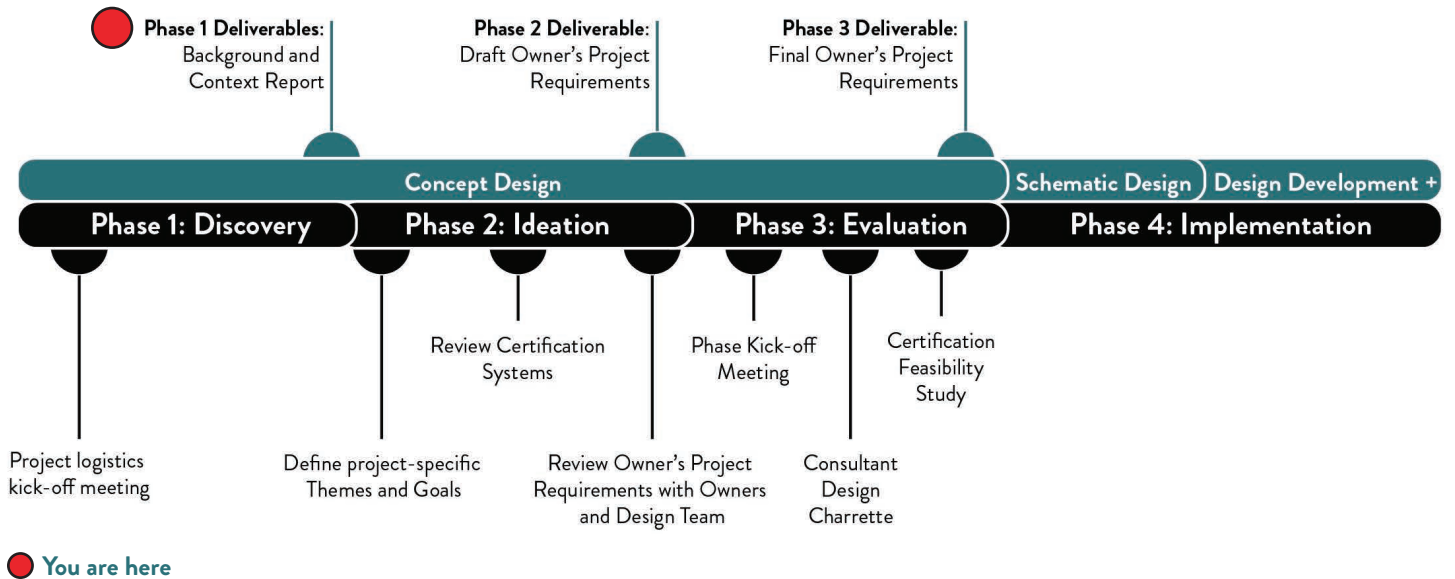 Phase 1 Deliverables:
Background and
Context Report
Phase 2 Deliverable:
Draft Owner's Project
Requirements
Phase 3 Deliverable:
Final Owner's Project
Requirements
Concept Design
Schematic Design
Design Development +
Phase 1: Discovery
Phase 2: Ideation
Phase 3: Evaluation
Phase 4: Implementation
Project logistics
kick-off meeting
Define project-specific
Themes and Goals
Review Certification
Systems
Review Owner's Project
Requirements with Owners
and Design Team
Phase Kick-off
Meeting
Consultant
Design
Charrette
Certification
Feasibility
Study
You are here